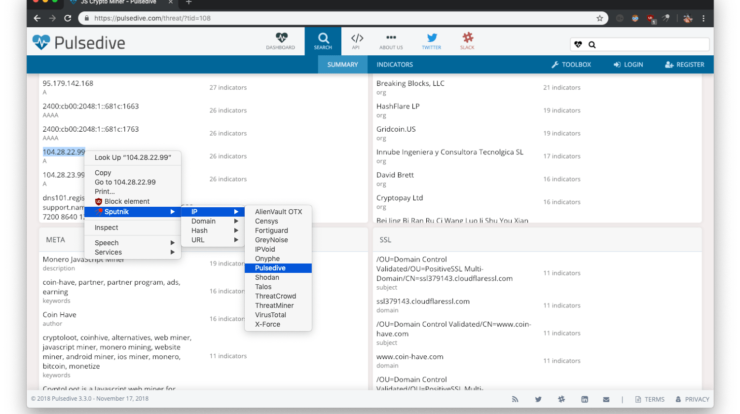 JS Crypto Miner - Pulsedive
https://pulsedive.com/threat/?tid=108
Pulsedive
DASHBOARD
SEARCH
API
ABOUT US
TWITTER
SLACK
SUMMARY
INDICATORS
TOOLBOX
LOGIN
REGISTER
95.179.142.168
A
27 indicators
2400:cb00:2048:1::681c:1663
AAAA
26 indicators
2400:cb00:2048:1::681c:1763
AAAA
26 indicators
104.28.22.99
A
104.28.23.99
A
dns101.regis
support.nam
7200 8640 1
Breaking Blocks, LLC
org
21 indicators
HashFlare LP
org
19 indicators
Gridcoin.US
org
19 indicators
Innube Ingeniera y Consultora Tecnolgica SL
org
17 indicators
David Brett
org
16 indicators
Cryptopay Ltd
org
16 indicators
Bei Jing Bi Ran Ru Ci Wang Luo Ji Shu You Xian
Look Up "104.28.22.99"
Copy
Go to 104.28.22.99
Print...
Block element
Sputnik
Inspect
Speech
Services
IP
Domain
Hash
URL
AlienVault OTX
Censys
Fortiguard
GreyNoise
IPVoid
Onyphe
Pulsedive
Shodan
Talos
ThreatCrowd
ThreatMiner
VirusTotal
X-Force
META
Monero JavaScript Miner
description
19 indicator
coin-have, partner, partner program, ads,
earning
keywords
16 indicator
Coin Have
author
16 indicator
cryptoloot, coinhive, alternatives, web miner,
javascript miner, monero mining, website
miner, android miner, ios miner, monero,
bitcoin, monetize
keywords
11 indicators
CryptoLoot is a Javascript web miner for
SSL
/OU=Domain Control
Validated/OU=PositiveSSL Multi-
Domain/CN=ssl379143.cloudflaressl.com
subject
11 indicators
ssl379143.cloudflaressl.com
domain
11 indicators
/OU=Domain Control Validated/CN=www.coin-
have.com
subject
11 indicators
www.coin-have.com
domain
11 indicators
/OU=Domain Control
Validated/OU=PositiveSSL Multi-
© 2018 Pulsedive 3.3.0 - November 17, 2018
TERMS
PRIVACY